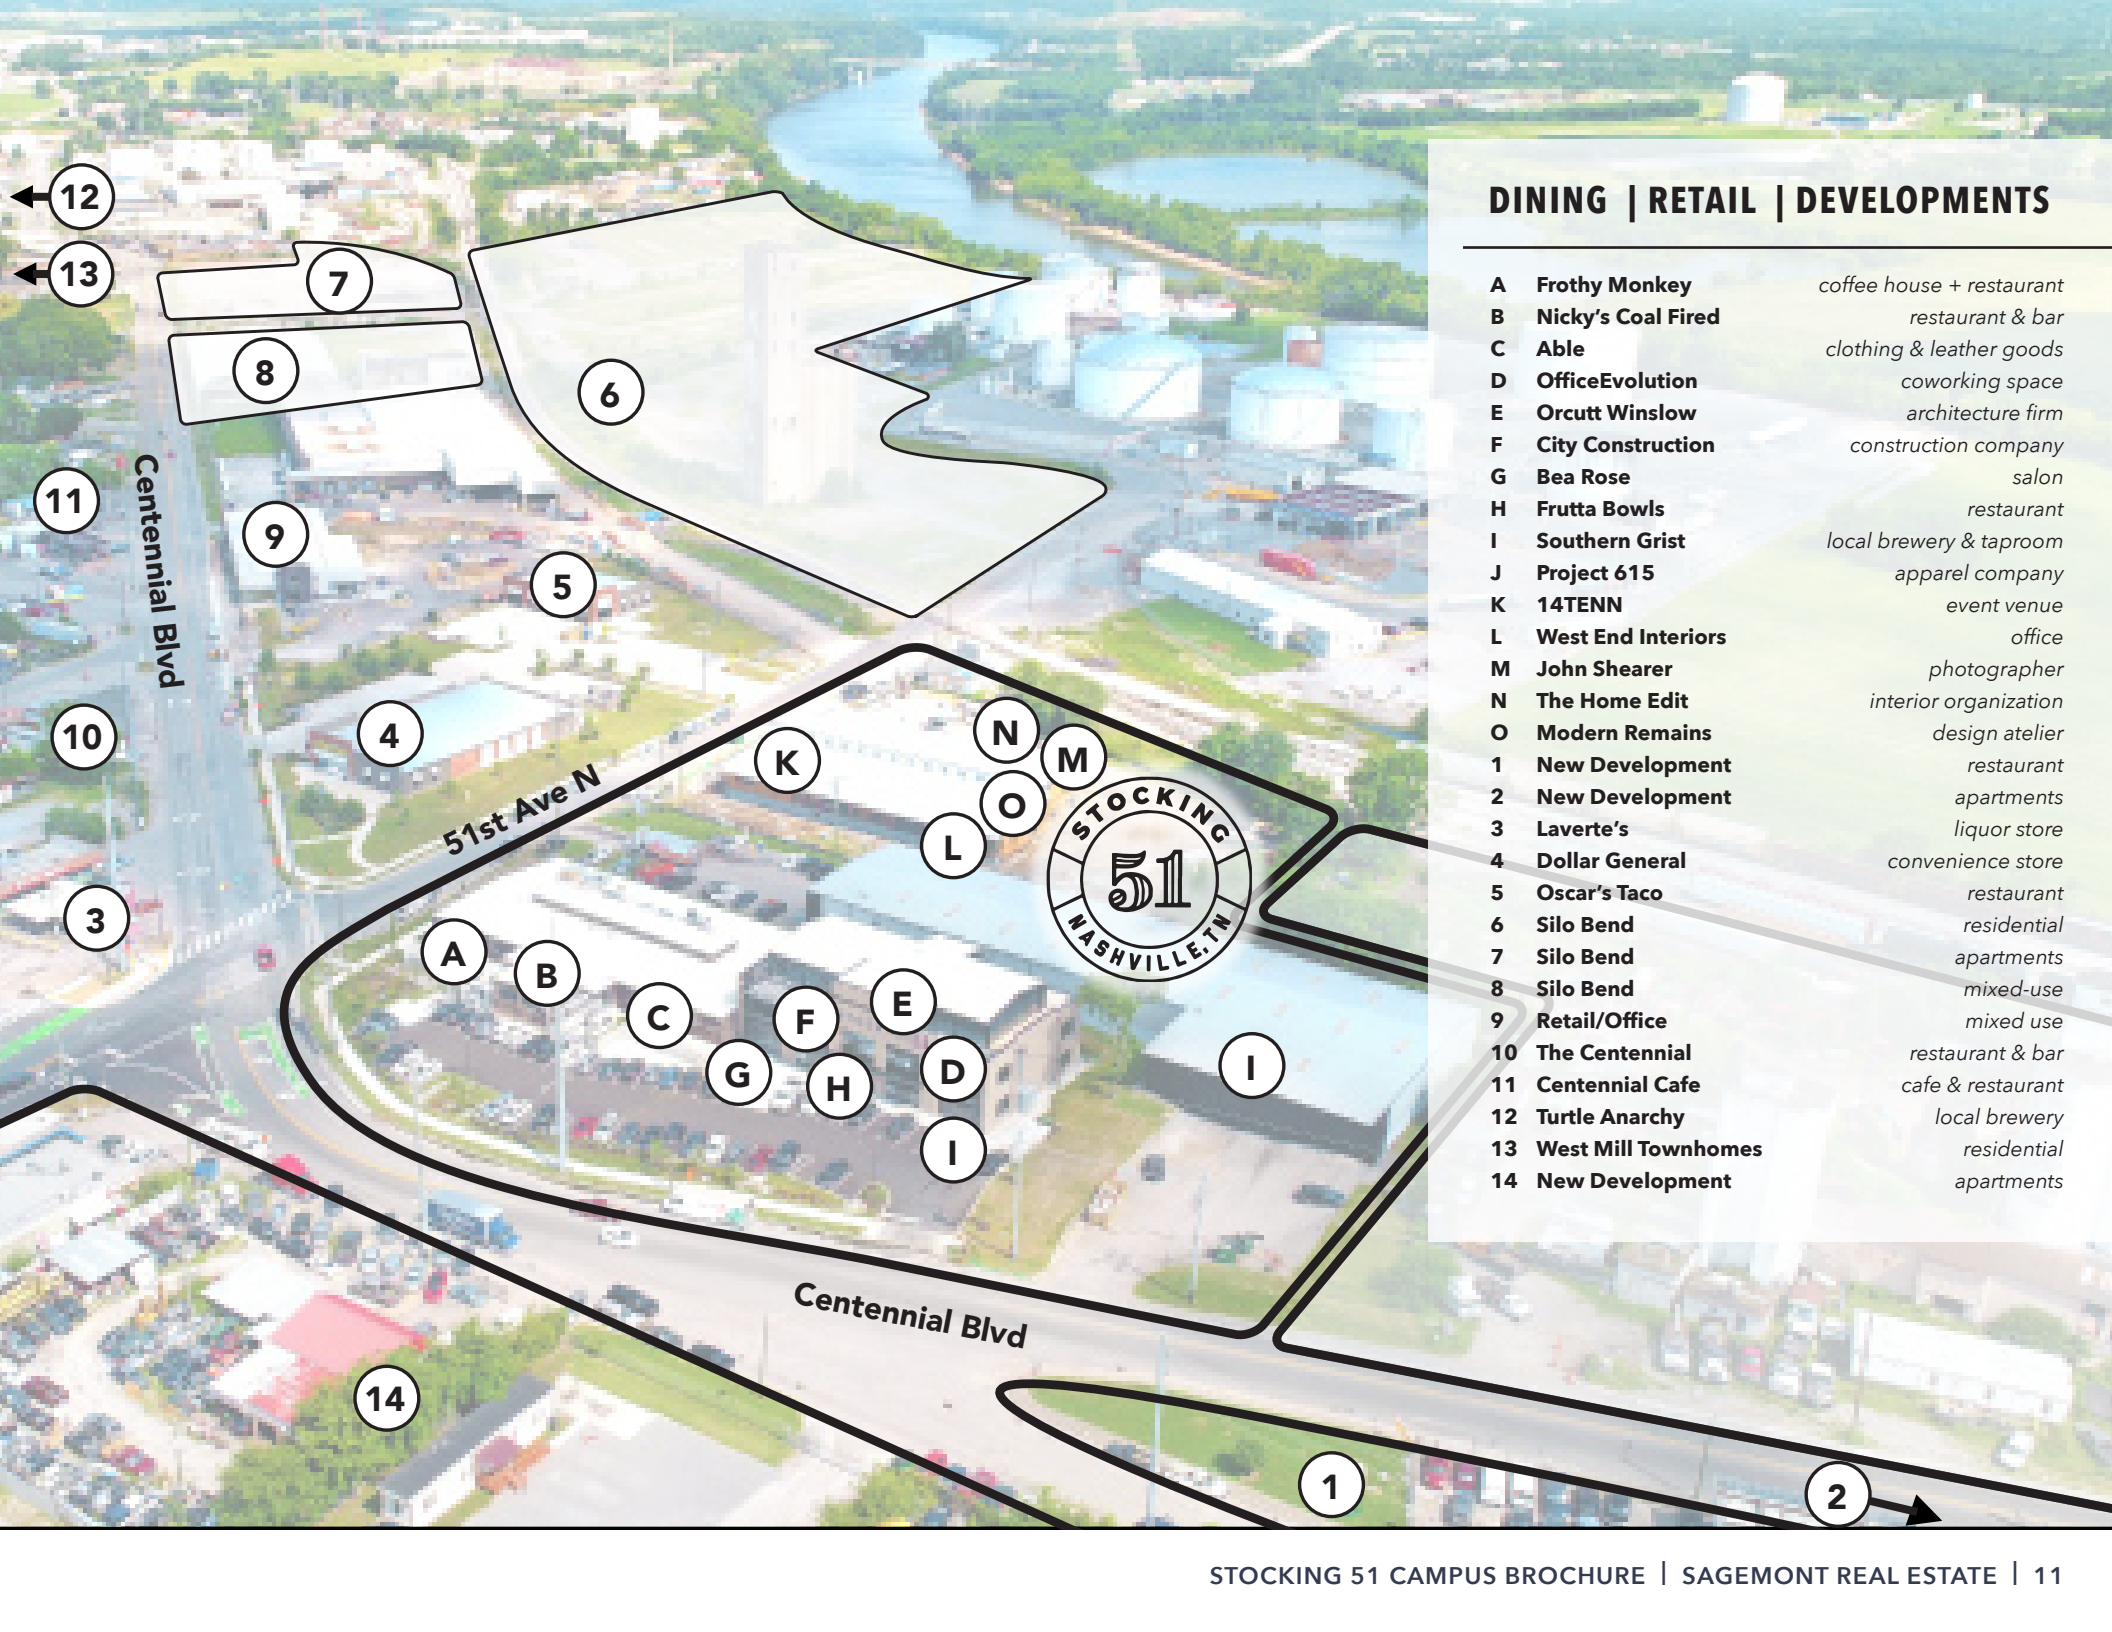 12
13
7
8
6
11
Centennial Blvd
9
5
10
4
3
51st Ave N
K
N
M
O
L
STOCKING
51
NASHVILLE, TN
A
B
C
F
E
G
H
D
I
I
Centennial Blvd
14
1
2
DINING | RETAIL | DEVELOPMENTS
A Frothy Monkey coffee house + restaurant
B Nicky’s Coal Fired restaurant & bar
C Able clothing & leather goods
D OfficeEvolution coworking space
E Orcutt Winslow architecture firm
F City Construction construction company
G Bea Rose salon
H Frutta Bowls restaurant
I Southern Grist local brewery & taproom
J Project 615 apparel company
K 14TENN event venue
L West End Interiors office
M John Shearer photographer
N The Home Edit interior organization
O Modern Remains design atelier
1 New Development restaurant
2 New Development apartments
3 Laverte’s liquor store
4 Dollar General convenience store
5 Oscar’s Taco restaurant
6 Silo Bend residential
7 Silo Bend apartments
8 Silo Bend mixed-use
9 Retail/Office mixed use
10 The Centennial restaurant & bar
11 Centennial Cafe cafe & restaurant
12 Turtle Anarchy local brewery
13 West Mill Townhomes residential
14 New Development apartments
STOCKING 51 CAMPUS BROCHURE | SAGEMONT REAL ESTATE | 11